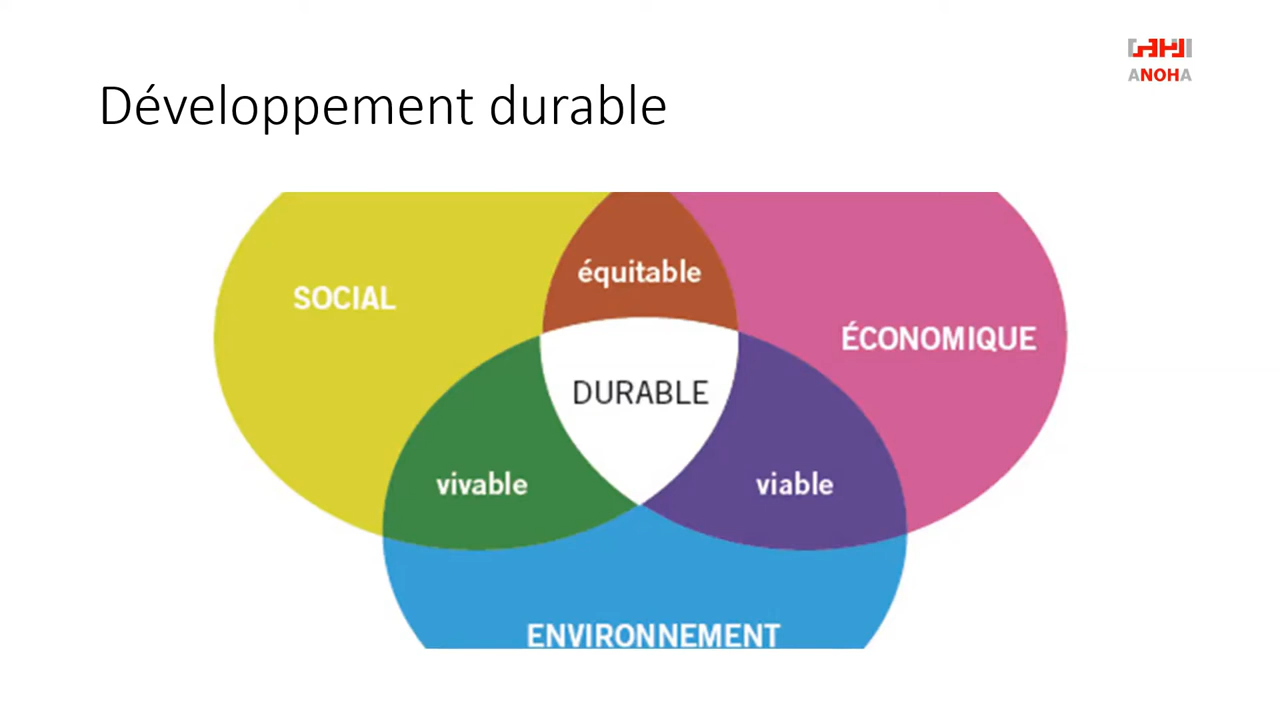 ANOHA
Développement durable
équitable
SOCIAL
ÉCONOMIQUE
DURABLE
vivable
viable
ENVIRONNEMENT